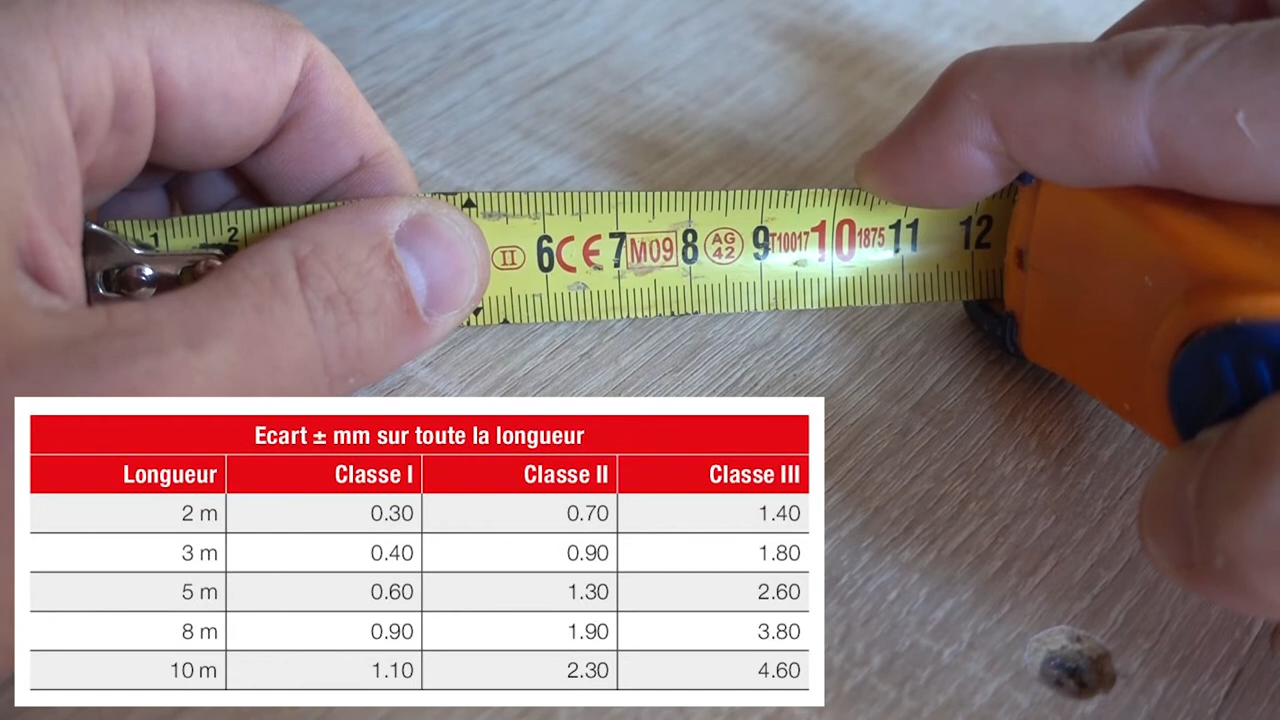 1 2 II 6 CE 7 M09 8 AG 42 9 T10017 10 1875 11 12
Ecart ± mm sur toute la longueur
Longueur Classe I Classe II Classe III
2 m 0.30 0.70 1.40
3 m 0.40 0.90 1.80
5 m 0.60 1.30 2.60
8 m 0.90 1.90 3.80
10 m 1.10 2.30 4.60